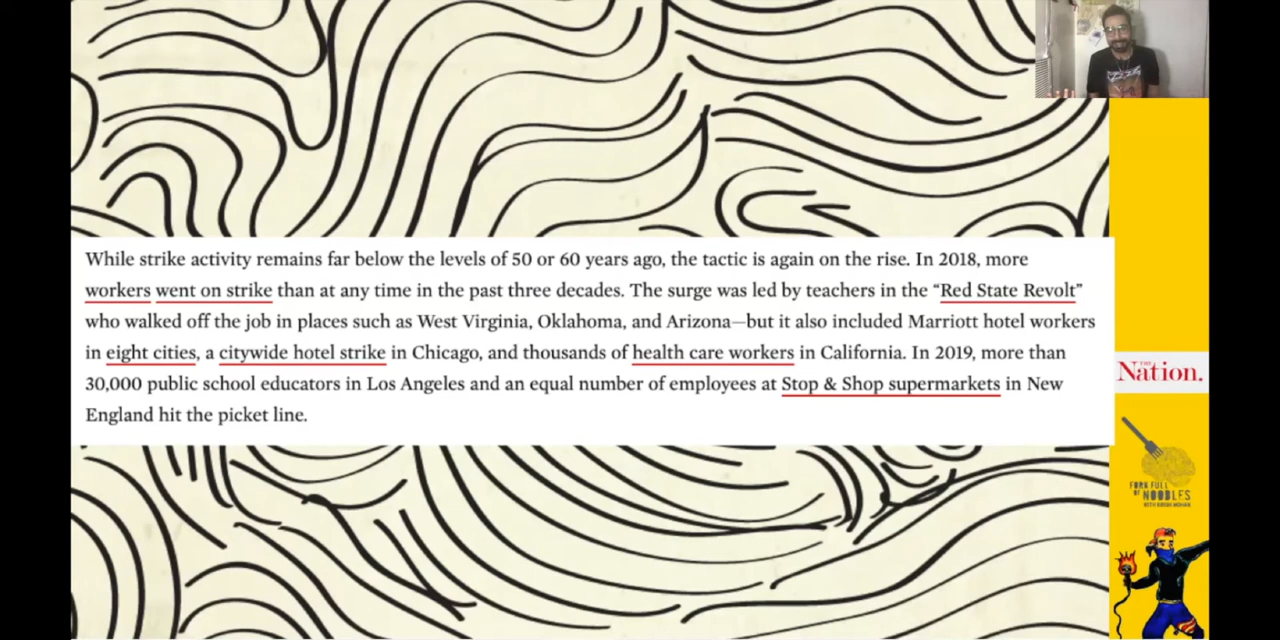 While strike activity remains far below the levels of 50 or 60 years ago, the tactic is again on the rise. In 2018, more
workers went on strike than at any time in the past three decades. The surge was led by teachers in the “Red State Revolt”
who walked off the job in places such as West Virginia, Oklahoma, and Arizona—but it also included Marriott hotel workers
in eight cities, a citywide hotel strike in Chicago, and thousands of health care workers in California. In 2019, more than
30,000 public school educators in Los Angeles and an equal number of employees at Stop & Shop supermarkets in New
England hit the picket line.
THE
Nation.
FORK FULL
OF NOODLES